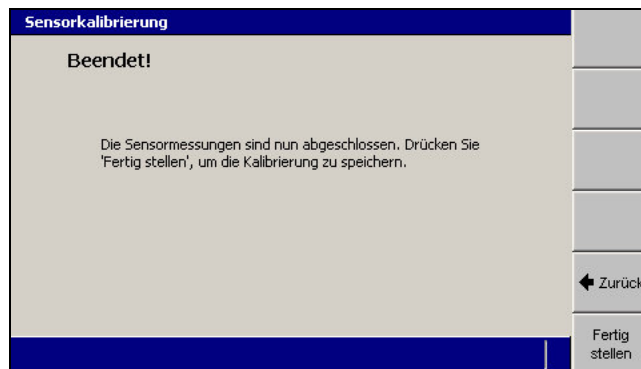 Sensorkalibrierung
Beendet!
Die Sensormessungen sind nun abgeschlossen. Drücken Sie
'Fertig stellen', um die Kalibrierung zu speichern.
Zurück
Fertig
stellen